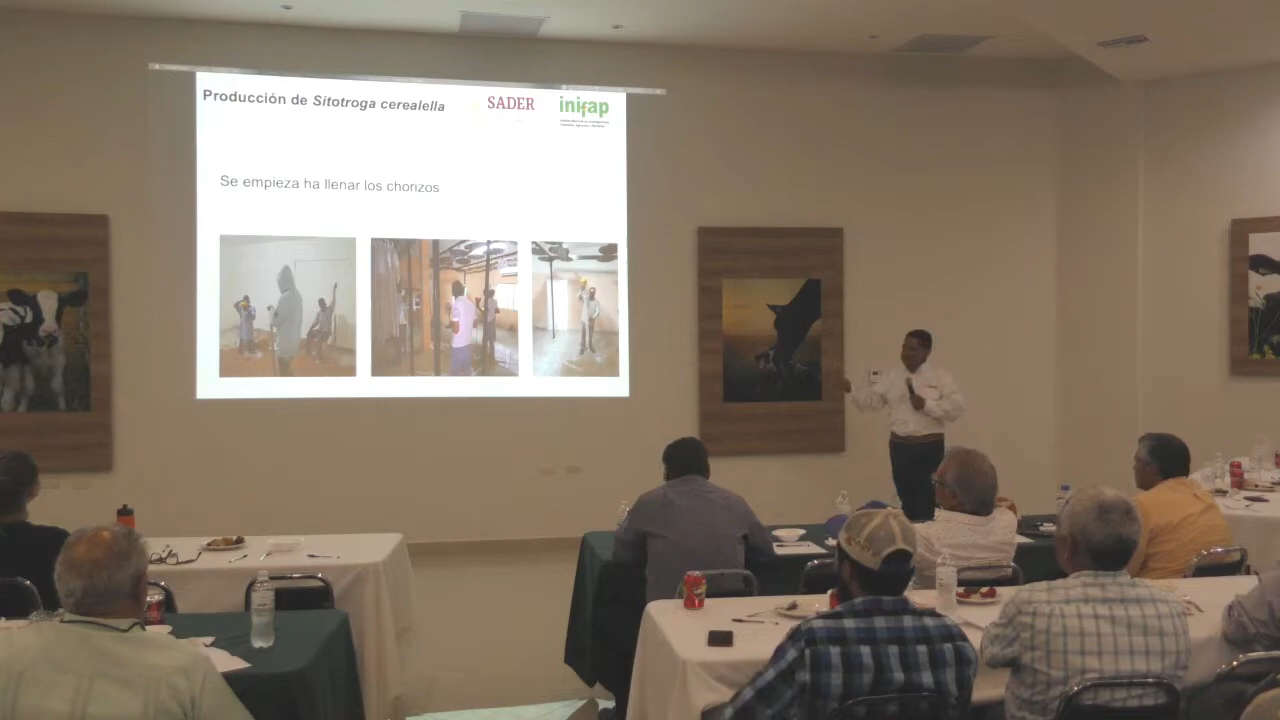 Producción de Sitotroga cerealella
SADER
inifap
Se empieza ha llenar los chorizos